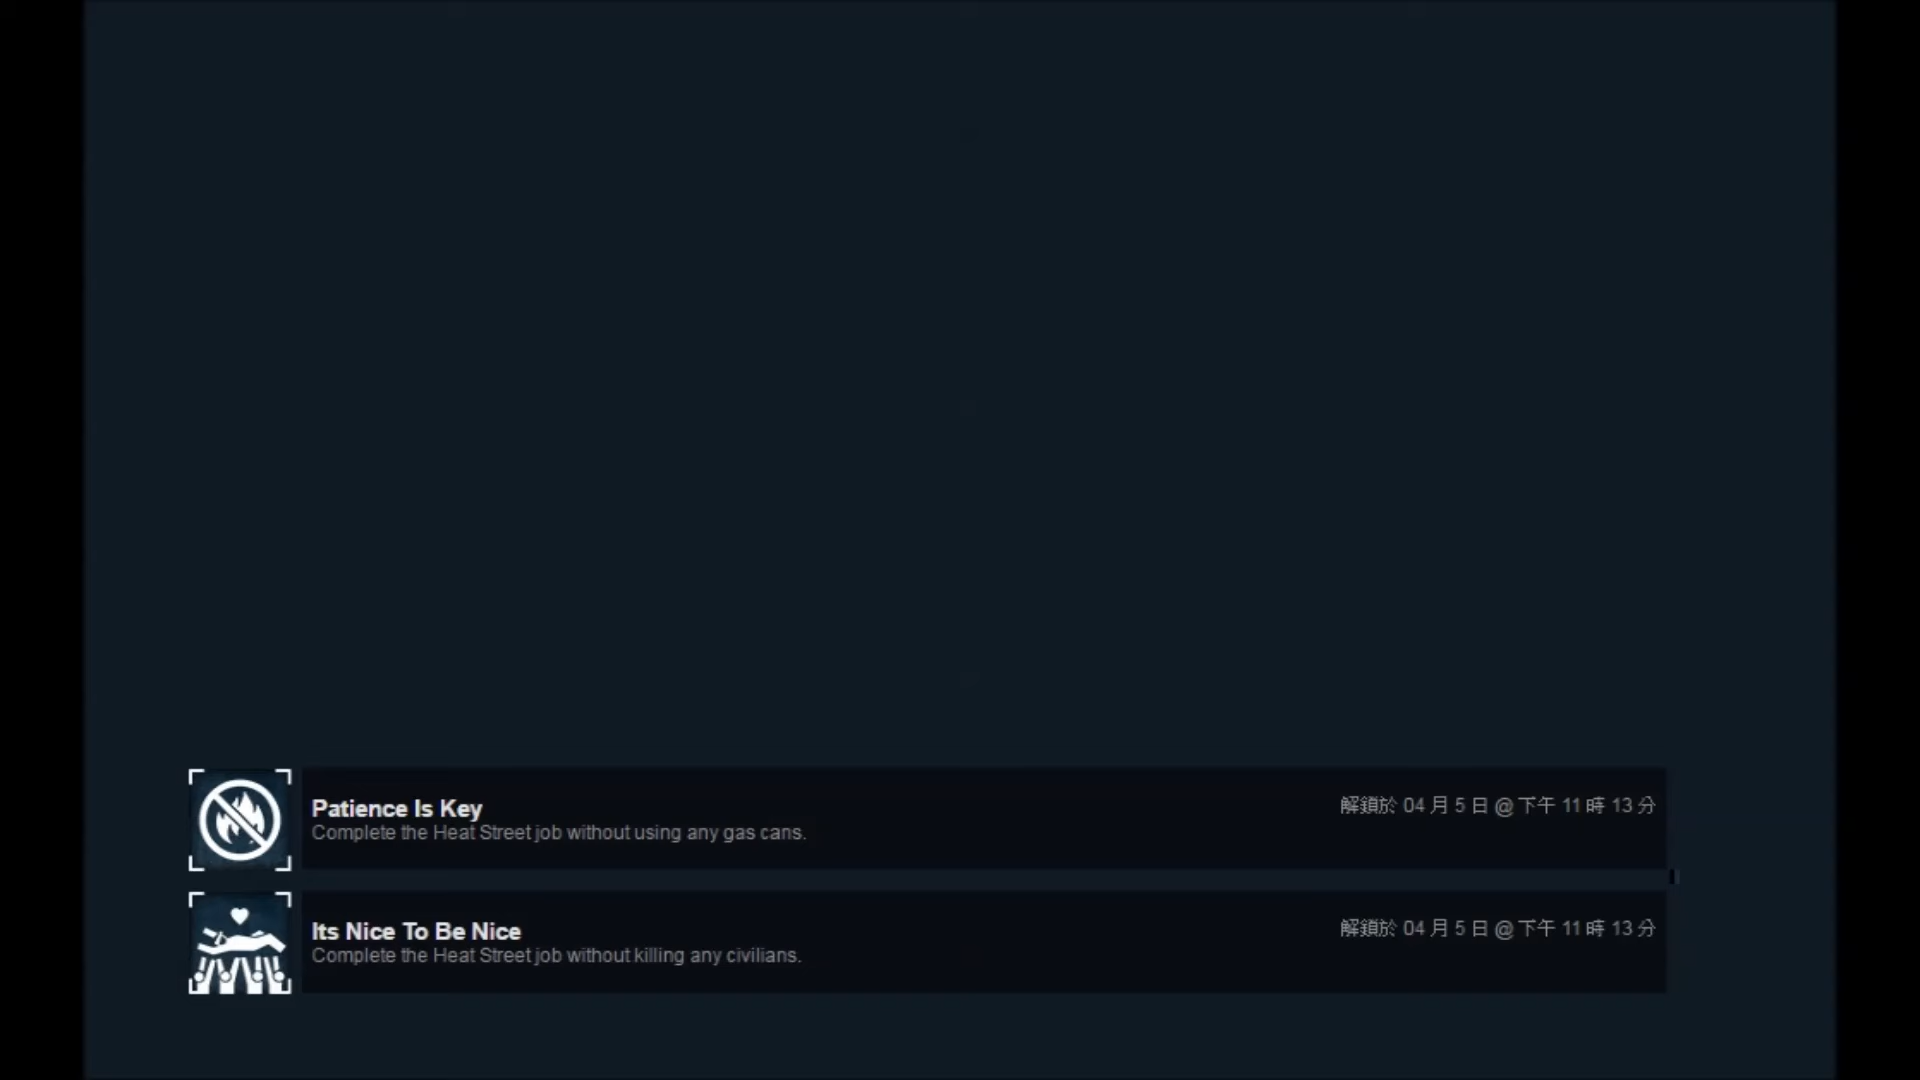 Patience Is Key
解鎖於 04 月 5 日 @ 下午 11 時 13 分
Complete the Heat Street job without using any gas cans.
Its Nice To Be Nice
解鎖於 04 月 5 日 @ 下午 11 時 13 分
Complete the Heat Street job without killing any civilians.